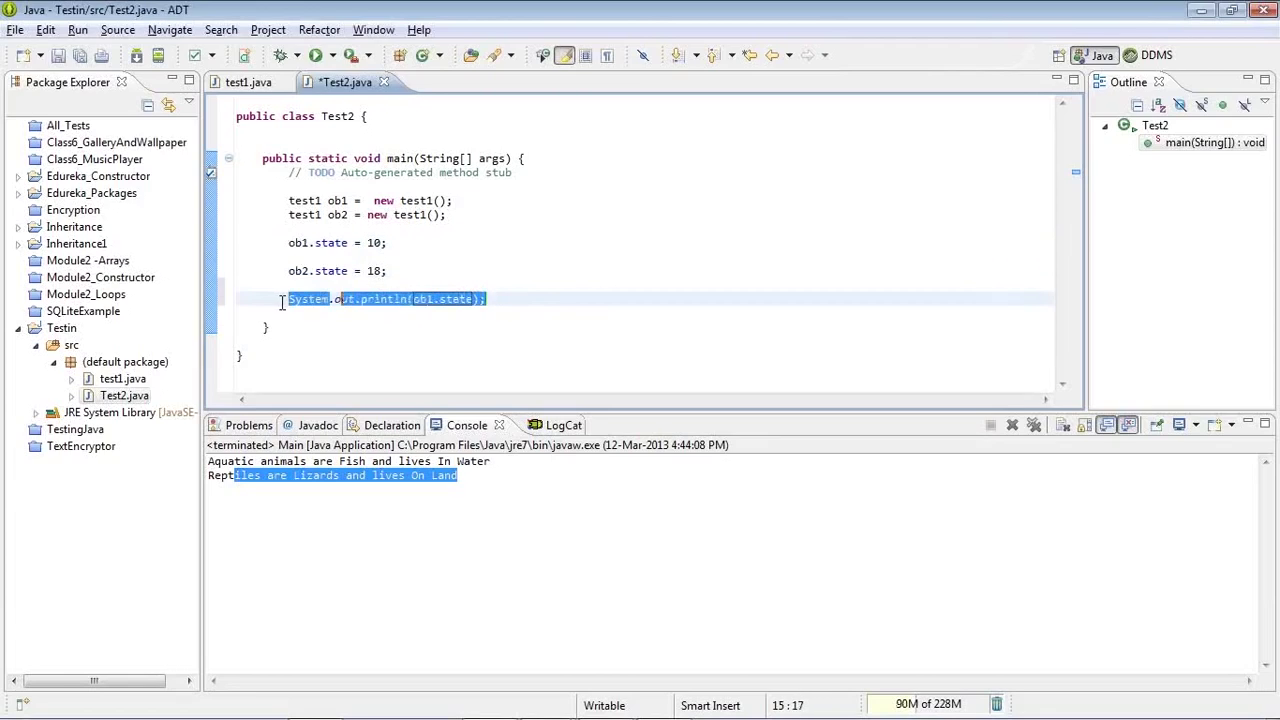 Java - Testin/src/Test2.java - ADT
File Edit Run Source Navigate Search Project Refactor Window Help
Java DDMS
Package Explorer
test1.java *Test2.java
Outline
All_Tests
Class6_GalleryAndWallpaper
Class6_MusicPlayer
Edureka_Constructor
Edureka_Packages
Encryption
Inheritance
Inheritance1
Module2 -Arrays
Module2_Constructor
Module2_Loops
SQLiteExample
Testin
src
(default package)
test1.java
Test2.java
JRE System Library [JavaSE-
TestingJava
TextEncryptor
public class Test2 {
public static void main(String[] args) {
// TODO Auto-generated method stub
test1 ob1 =  new test1();
test1 ob2 = new test1();
ob1.state = 10;
ob2.state = 18;
System.out.println(ob1.state);
}
}
Test2
main(String[]) : void
Problems Javadoc Declaration Console LogCat
<terminated> Main [Java Application] C:\Program Files\Java\jre7\bin\javaw.exe (12-Mar-2013 4:44:08 PM)
Aquatic animals are Fish and lives In Water
Reptiles are Lizards and lives On Land
Writable Smart Insert 15 : 17 90M of 228M